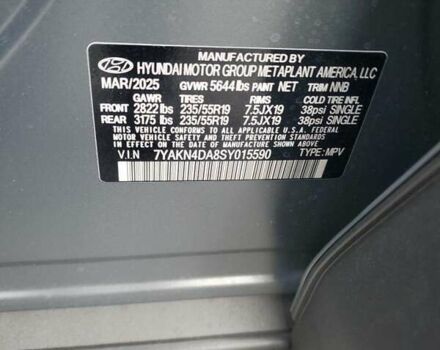 HYUNDAI MOTOR GROUP METAPLANT AMERICA, LLC
MAR/2025 GVWR 5644 lbs PAINT NET TRIM NNB
GAWR TIRES RIMS COLD TIRE INFL
FRONT 2822 lbs 235/55R19 7.5JX19 38psi SINGLE
REAR 3175 lbs 235/55R19 7.5JX19 38psi SINGLE
THIS VEHICLE CONFORMS TO ALL APPLICABLE FEDERAL
MOTOR VEHICLE SAFETY, BUMPER, AND THEFT PREVENTION
STANDARDS IN EFFECT ON THE DATE OF MANUFACTURE
SHOWN ABOVE.
V.I.N 7YAKN4DA8SY015590 TYPE: MPV